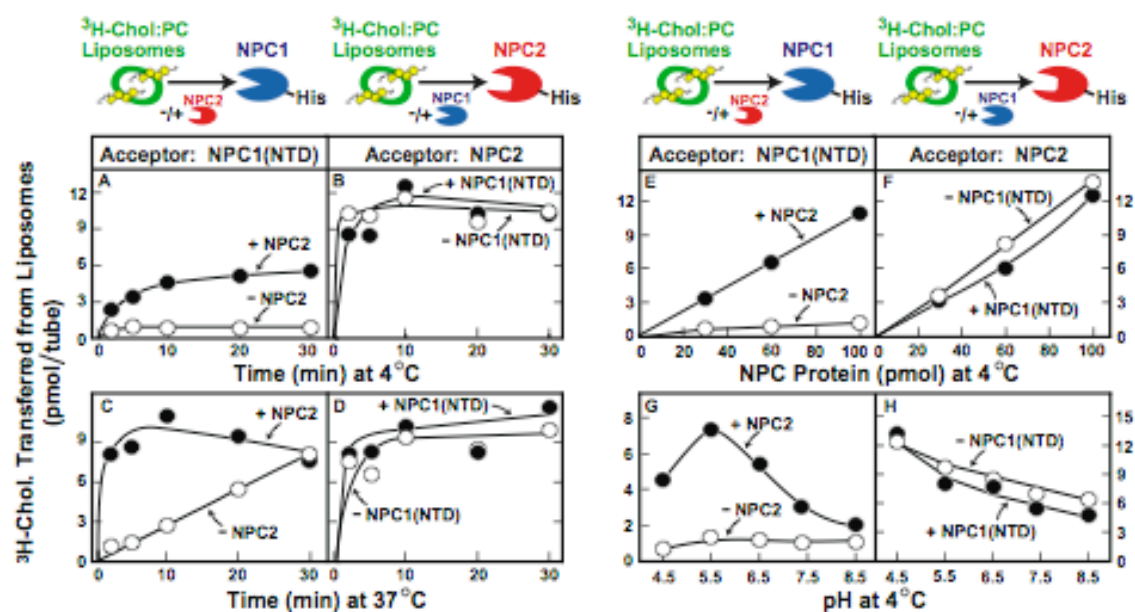 ³H-Chol:PC Liposomes
NPC1
-/+ NPC2
His
³H-Chol:PC Liposomes
NPC2
-/+ NPC1
His
³H-Chol:PC Liposomes
NPC1
-/+ NPC2
His
³H-Chol:PC Liposomes
NPC2
-/+ NPC1
His
Acceptor: NPC1(NTD)
Acceptor: NPC2
Acceptor: NPC1(NTD)
Acceptor: NPC2
³H-Chol. Transferred from Liposomes
(pmol/tube)
A
12
9
6
3
0
+ NPC2
- NPC2
0 10 20 30
B
+ NPC1(NTD)
- NPC1(NTD)
0 10 20 30
Time (min) at 4°C
C
9
6
3
0
+ NPC2
- NPC2
0 10 20 30
D
+ NPC1(NTD)
- NPC1(NTD)
0 10 20 30
Time (min) at 37°C
E
12
9
6
3
0
+ NPC2
- NPC2
0 20 40 60 80 100
F
- NPC1(NTD)
+ NPC1(NTD)
12
9
6
3
0
0 20 40 60 80 100
NPC Protein (pmol) at 4°C
G
8
6
4
2
0
+ NPC2
- NPC2
4.5 5.5 6.5 7.5 8.5
H
- NPC1(NTD)
+ NPC1(NTD)
15
12
9
6
3
0
4.5 5.5 6.5 7.5 8.5
pH at 4°C